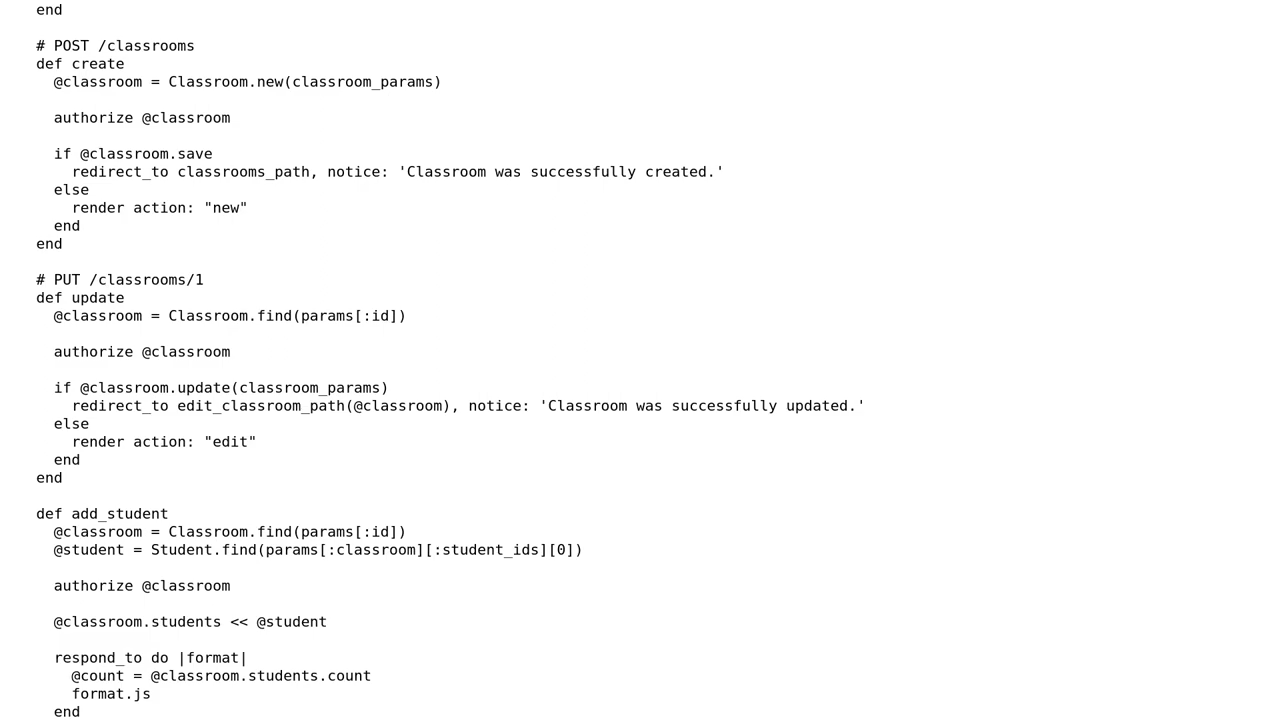 end

# POST /classrooms
def create
  @classroom = Classroom.new(classroom_params)

  authorize @classroom

  if @classroom.save
    redirect_to classrooms_path, notice: 'Classroom was successfully created.'
  else
    render action: "new"
  end
end

# PUT /classrooms/1
def update
  @classroom = Classroom.find(params[:id])

  authorize @classroom

  if @classroom.update(classroom_params)
    redirect_to edit_classroom_path(@classroom), notice: 'Classroom was successfully updated.'
  else
    render action: "edit"
  end
end

def add_student
  @classroom = Classroom.find(params[:id])
  @student = Student.find(params[:classroom][:student_ids][0])

  authorize @classroom

  @classroom.students << @student

  respond_to do |format|
    @count = @classroom.students.count
    format.js
  end